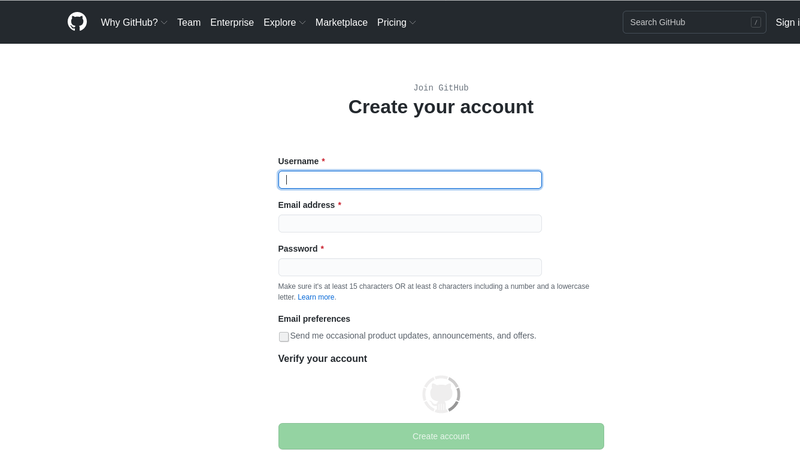 Why GitHub? Team Enterprise Explore Marketplace Pricing Search GitHub / Sign i
Join GitHub
Create your account
Username *
Email address *
Password *
Make sure it's at least 15 characters OR at least 8 characters including a number and a lowercase
letter. Learn more.
Email preferences
Send me occasional product updates, announcements, and offers.
Verify your account
Create account